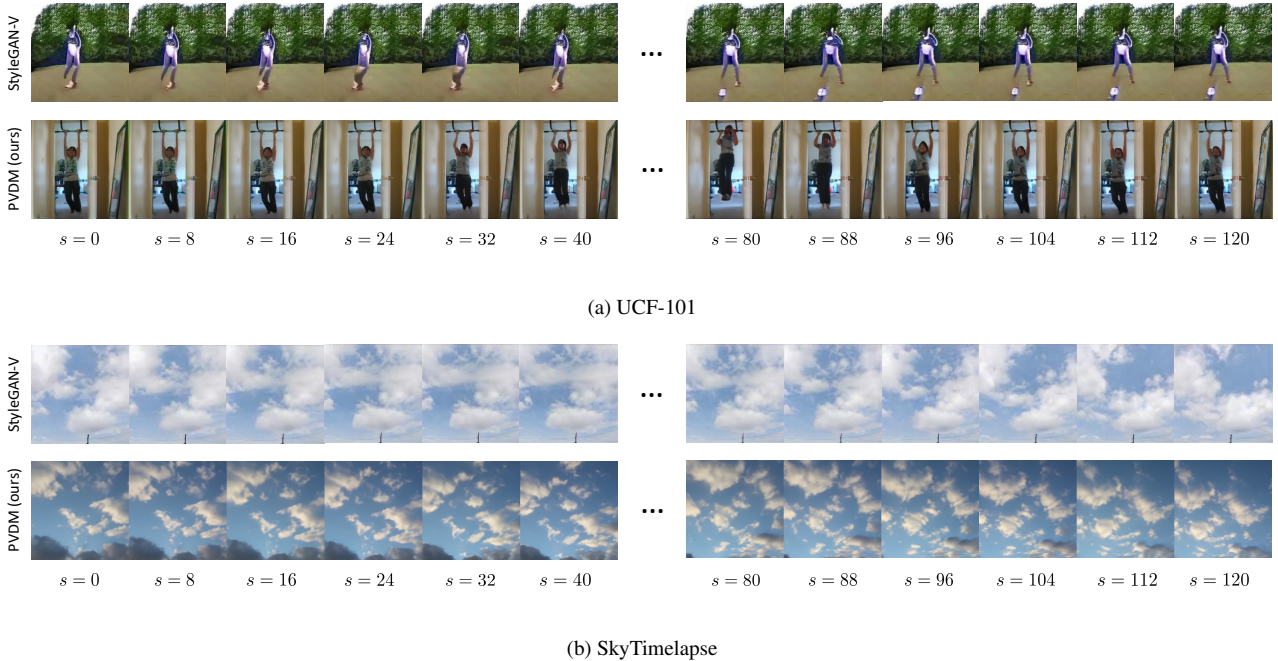 StyleGAN-V
...
PVDM (ours)
...
s = 0 s = 8 s = 16 s = 24 s = 32 s = 40 s = 80 s = 88 s = 96 s = 104 s = 112 s = 120
(a) UCF-101
StyleGAN-V
...
PVDM (ours)
...
s = 0 s = 8 s = 16 s = 24 s = 32 s = 40 s = 80 s = 88 s = 96 s = 104 s = 112 s = 120
(b) SkyTimelapse